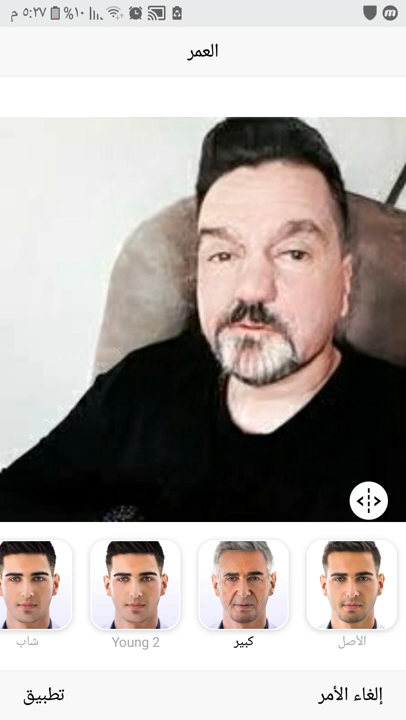 ٥:٢٧ م %١٠
العمر
الأصل
كبير
Young 2
شاب
إلغاء الأمر
تطبيق